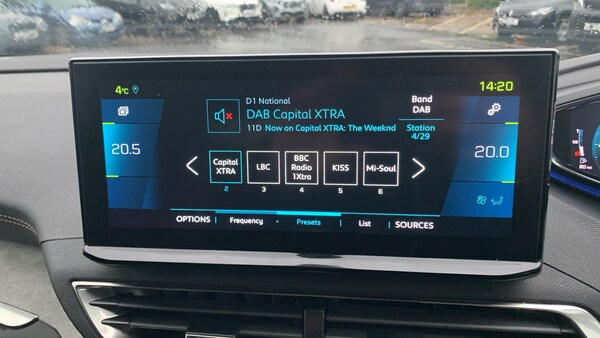 4°C
14:20
D1 National
DAB Capital XTRA
11D Now on Capital XTRA: The Weeknd
Band
DAB
Station
4/29
20.5
20.0
Capital
XTRA
LBC
BBC
Radio
1Xtra
KISS
Mi-Soul
2 3 4 5 6
OPTIONS Frequency • Presets List SOURCES